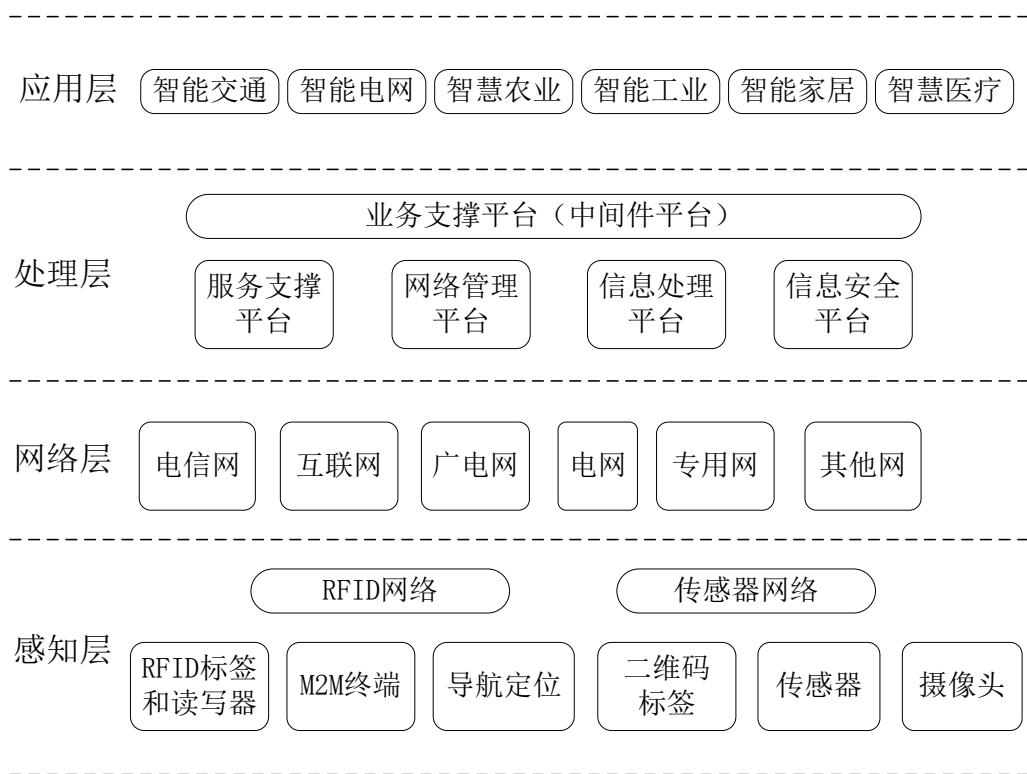 应用层 智能交通 智能电网 智慧农业 智能工业 智能家居 智慧医疗
业务支撑平台（中间件平台）
处理层
服务支撑平台 网络管理平台 信息处理平台 信息安全平台
网络层 电信网 互联网 广电网 电网 专用网 其他网
RFID网络 传感器网络
感知层
RFID标签和读写器 M2M终端 导航定位 二维码标签 传感器 摄像头